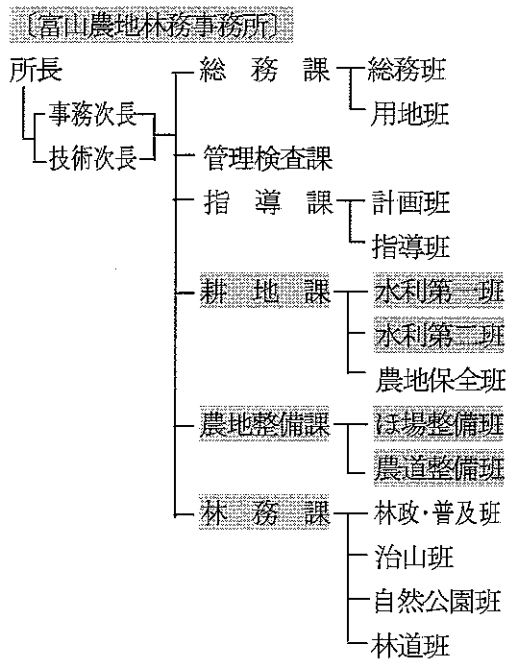 〔富山農地林務事務所〕
所長
事務次長
技術次長
総務課
総務班
用地班
管理検査課
指導課
計画班
指導班
耕地課
水利第一班
水利第二班
農地保全班
農地整備課
ほ場整備班
農道整備班
林務課
林政・普及班
治山班
自然公園班
林道班